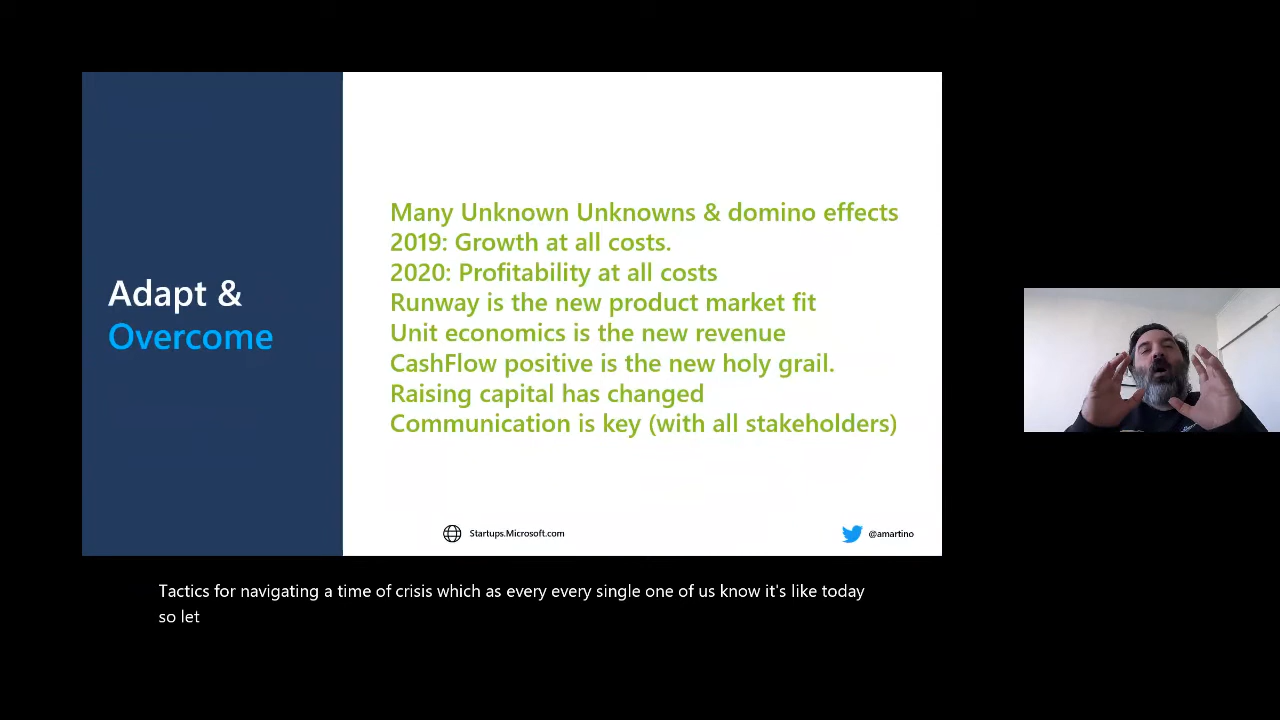 Adapt &
Overcome
Many Unknown Unknowns & domino effects
2019: Growth at all costs.
2020: Profitability at all costs
Runway is the new product market fit
Unit economics is the new revenue
CashFlow positive is the new holy grail.
Raising capital has changed
Communication is key (with all stakeholders)
Startups.Microsoft.com
@amartino
Tactics for navigating a time of crisis which as every every single one of us know it's like today
so let